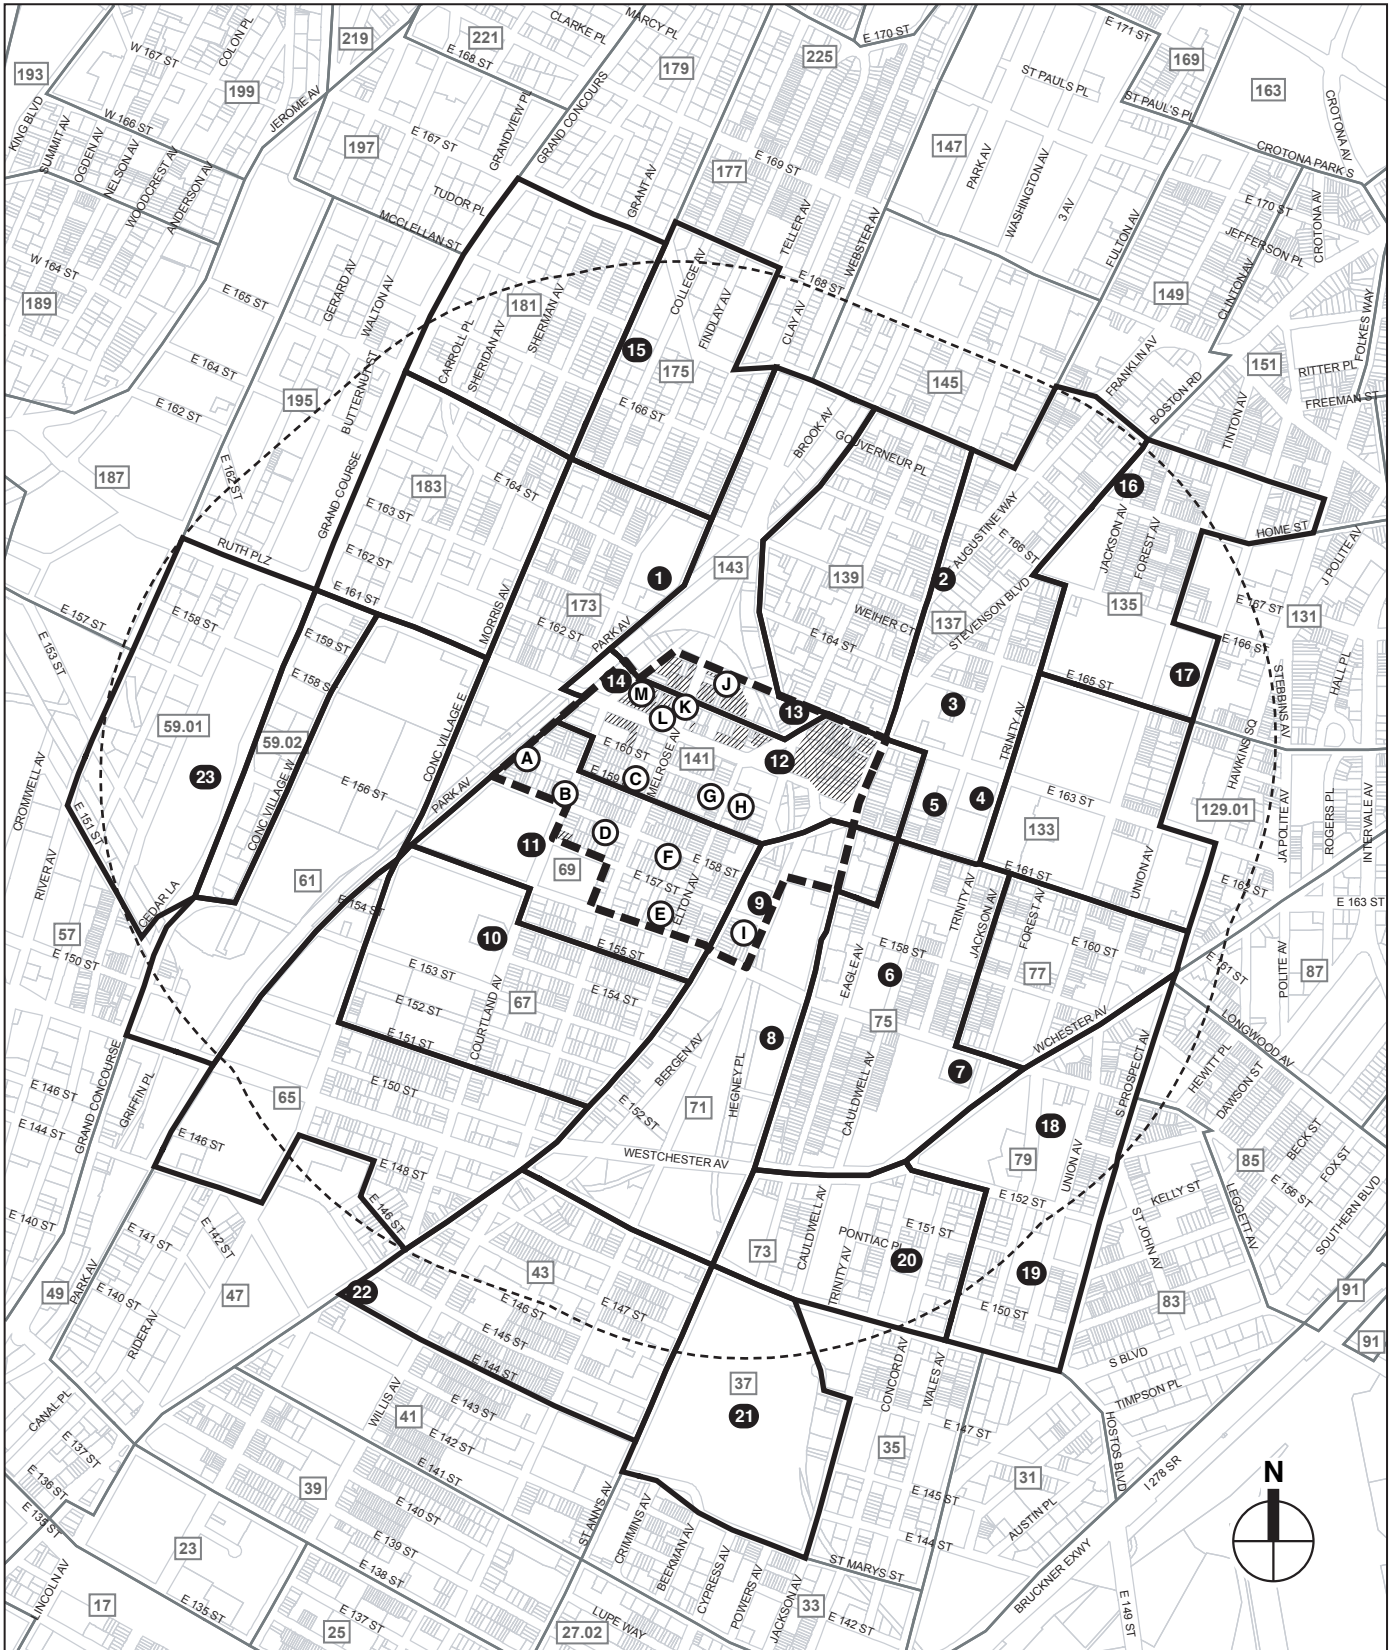 CLARKE PL
MARCY PL
E 170 ST
E 171 ST
COLON PL
219
221
W 167 ST
E 168 ST
179
225
169
193
199
GRAND CONCOURS
ST PAULS PL
163
JEROME AV
GRANDVIEW PL
ST PAUL'S PL
CROTONA AV
KING BLVD
SUMMIT AV
W 166 ST
OGDEN AV
NELSON AV
WOODCREST AV
ANDERSON AV
197
E 167 ST
177
E 169 ST
147
PARK AV
WASHINGTON AV
3 AV
CROTONA PARK S
TUDOR PL
GRANT AV
MCCLELLAN ST
TELLER AV
WEBSTER AV
FULTON AV
E 170 ST
JEFFERSON PL
CROTONA AV
W 164 ST
189
E 165 ST
GERARD AV
WALTON AV
181
SHERMAN AV
COLLEGE AV
FINDLAY AV
E 168 ST
CLAY AV
149
CLINTON AV
FOLKES WAY
CARROLL PL
SHERIDAN AV
15
175
145
FRANKLIN AV
BOSTON RD
151
RITTER PL
FREEMAN ST
E 164 ST
E 162 ST
195
BUTTERNUT ST
E 166 ST
BROOK AV
GOUVERNEUR PL
TINTON AV
187
E 162 ST
GRAND COURSE
183
E 164 ST
E 163 ST
16
AUGUSTINE WAY
JACKSON AV
FOREST AV
HOME ST
J POLITE AV
RUTH PLZ
E 162 ST
E 161 ST
MORRIS AV
1
143
139
2
E 166 ST
135
E 167 ST
131
E 157 ST
E 158 ST
E 159 ST
173
E 162 ST
PARK AV
WEIHER CT
137
STEVENSON BLVD
E 164 ST
E 166 ST
E 153 ST
E 158 S
14
M
J
K
L
13
3
E 165 ST
17
STEBBINS AV
HALL PL
59.01
59.02
CONC VILLAGE E
TRINITY AV
HAWKINS SQ
A
E 160 ST
MELROSE AV
141
12
CROMWELL AV
23
E 156 ST
CONC VILLAGE W
PARK AV
B
E 159
C
G
H
5
4
E 163 ST
133
129.01
E 151 ST
RIVER AV
11
69
D
F
E 158 ST
E 157 ST
UNION AV
JA POLITE AV
ROGERS PL
INTERVALE AV
CEDAR LA
61
E 154 ST
E
ELTON AV
9
I
E 161 ST
TRINITY AV
JACKSON AV
FOREST AV
E 163 ST
57
E 150 ST
10
E 155 ST
E 153 ST
E 154 ST
E 158 ST
EAGLE AV
6
E 160 ST
77
E 161 ST
POLITE AV
87
E 152 ST
67
COURTLAND AV
75
E 151 ST
8
WCHESTER AV
LONGWOOD AV
GRAND CONCOURSE
E 146 ST
E 144 ST
GRIFFIN PL
65
E 150 ST
BERGEN AV
HEGNEY PL
CAULDWELL AV
7
S PROSPECT AV
HEWITT PL
DAWSON ST
E 152 ST
71
BECK ST
FOX ST
E 146 ST
E 148 ST
WESTCHESTER AV
18
79
UNION AV
85
E 156 ST
SOUTHERN BLVD
E 140 ST
E 141 ST
E 142 ST
E 146 ST
CAULDWELL AV
E 152 ST
KELLY ST
LEGGETT AV
ST JOHN AV
73
TRINITY AV
E 151 ST
PONTIAC PL
20
19
49
PARK AV
E 140 ST
47
22
43
E 146 ST
E 147 ST
E 150 ST
83
91
RIDER AV
E 145 ST
E 144 ST
37
21
CONCORD AV
WALES AV
S BLVD
TIMPSON PL
91
CANAL PL
E 137 ST
E 136 ST
WILLIS AV
41
E 143 ST
E 142 ST
E 141 ST
35
E 147 ST
HOSTOS BLVD
I 278 SR
39
E 140 ST
31
E 145 ST
N
AUSTIN PL
E 135 ST
23
E 139 ST
E 138 ST
ST ANNS AV
CRIMMINS AV
BEEKMAN AV
CYPRESS AV
POWERS AV
JACKSON AV
ST MARYS ST
E 144 ST
BRUCKNER EXWY
E 149 ST
LINCOLN AV
17
E 135 ST
25
E 137 ST
27.02
LUPE WAY
33
E 142 ST